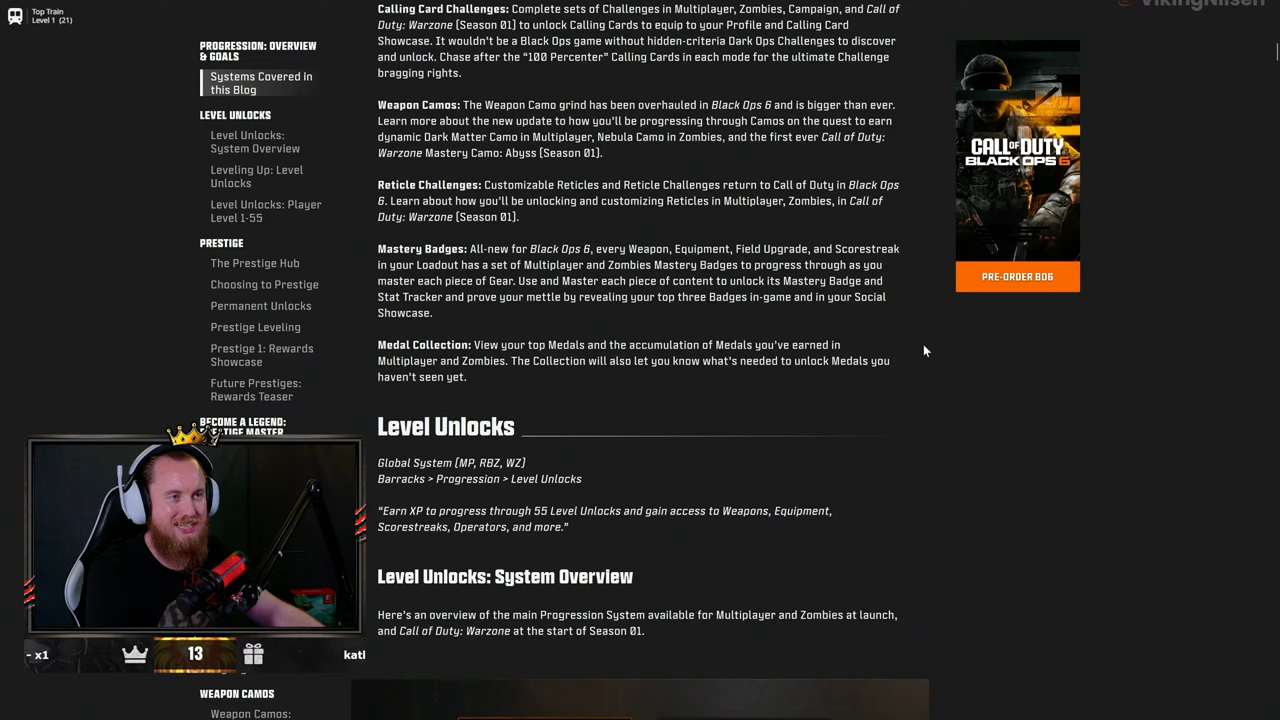 Top Train
Level 1 (21)
VikingNilsen
PROGRESSION: OVERVIEW
& GOALS
Systems Covered in
this Blog
LEVEL UNLOCKS
Level Unlocks:
System Overview
Leveling Up: Level
Unlocks
Level Unlocks: Player
Level 1-55
PRESTIGE
The Prestige Hub
Choosing to Prestige
Permanent Unlocks
Prestige Leveling
Prestige 1: Rewards
Showcase
Future Prestiges:
Rewards Teaser
BECOME A LEGEND:
MASTER
WEAPON CAMOS
Weapon Camos:
Calling Card Challenges: Complete sets of Challenges in Multiplayer, Zombies, Campaign, and Call of
Duty: Warzone (Season 01) to unlock Calling Cards to equip to your Profile and Calling Card
Showcase. It wouldn't be a Black Ops game without hidden-criteria Dark Ops Challenges to discover
and unlock. Chase after the “100 Percenter” Calling Cards in each mode for the ultimate Challenge
bragging rights.
Weapon Camos: The Weapon Camo grind has been overhauled in Black Ops 6 and is bigger than ever.
Learn more about the new update to how you'll be progressing through Camos on the quest to earn
dynamic Dark Matter Camo in Multiplayer, Nebula Camo in Zombies, and the first ever Call of Duty:
Warzone Mastery Camo: Abyss (Season 01).
Reticle Challenges: Customizable Reticles and Reticle Challenges return to Call of Duty in Black Ops
6. Learn about how you'll be unlocking and customizing Reticles in Multiplayer, Zombies, in Call of
Duty: Warzone (Season 01).
Mastery Badges: All-new for Black Ops 6, every Weapon, Equipment, Field Upgrade, and Scorestreak
in your Loadout has a set of Multiplayer and Zombies Mastery Badges to progress through as you
master each piece of Gear. Use and Master each piece of content to unlock its Mastery Badge and
Stat Tracker and prove your mettle by revealing your top three Badges in-game and in your Social
Showcase.
Medal Collection: View your top Medals and the accumulation of Medals you've earned in
Multiplayer and Zombies. The Collection will also let you know what's needed to unlock Medals you
haven't seen yet.
Level Unlocks
Global System (MP, RBZ, WZ)
Barracks > Progression > Level Unlocks
“Earn XP to progress through 55 Level Unlocks and gain access to Weapons, Equipment,
Scorestreaks, Operators, and more.”
Level Unlocks: System Overview
Here's an overview of the main Progression System available for Multiplayer and Zombies at launch,
and Call of Duty: Warzone at the start of Season 01.
CALL OF DUTY
BLACK OPS 6
PRE-ORDER BO6
- x1
13
katl